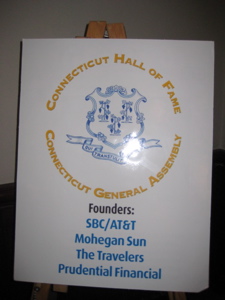 CONNECTICUT HALL OF FAME
CONNECTICUT GENERAL ASSEMBLY
Founders:
SBC/AT&T
Mohegan Sun
The Travelers
Prudential Financial